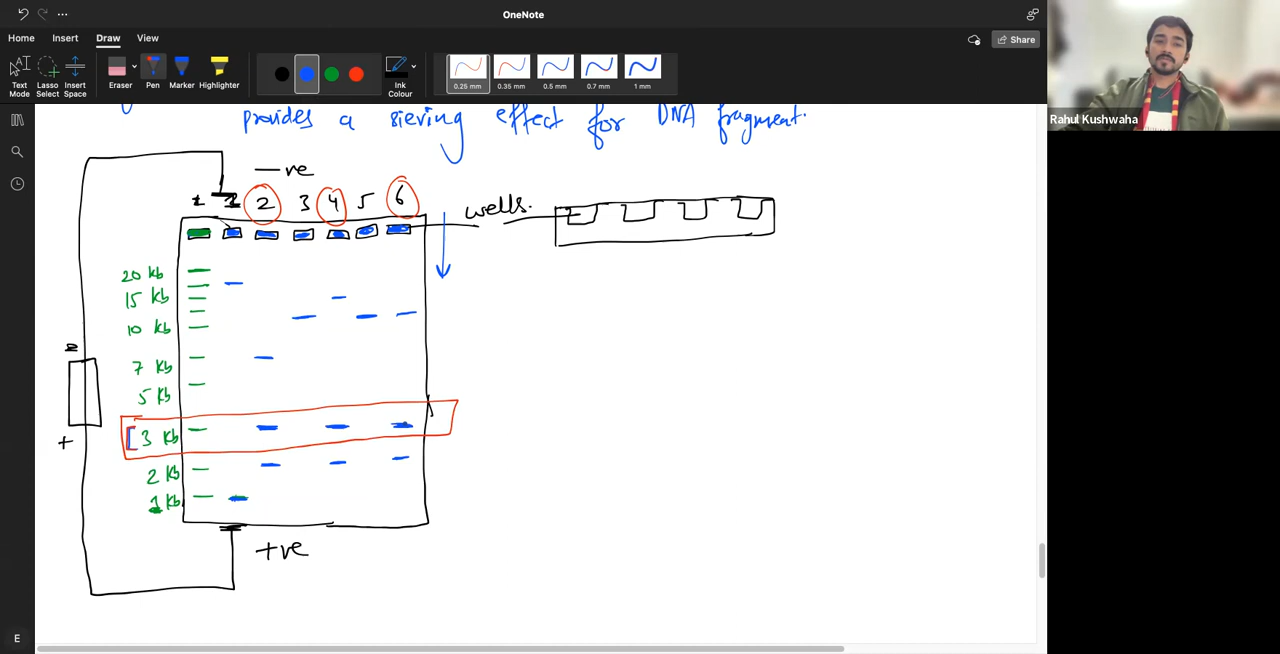 OneNote
Home Insert Draw View
Share
Text Mode
Lasso Select
Insert Space
Eraser
Pen
Marker
Highlighter
Ink Colour
0.25 mm
0.35 mm
0.5 mm
0.7 mm
1 mm
Rahul Kushwaha
provides a sieving effect for DNA fragment.
—ve
1 2 3 4 5 6
wells.
20 kb
15 kb
10 kb
7 kb
5 kb
3 kb
2 kb
1 kb
+
+ve
E